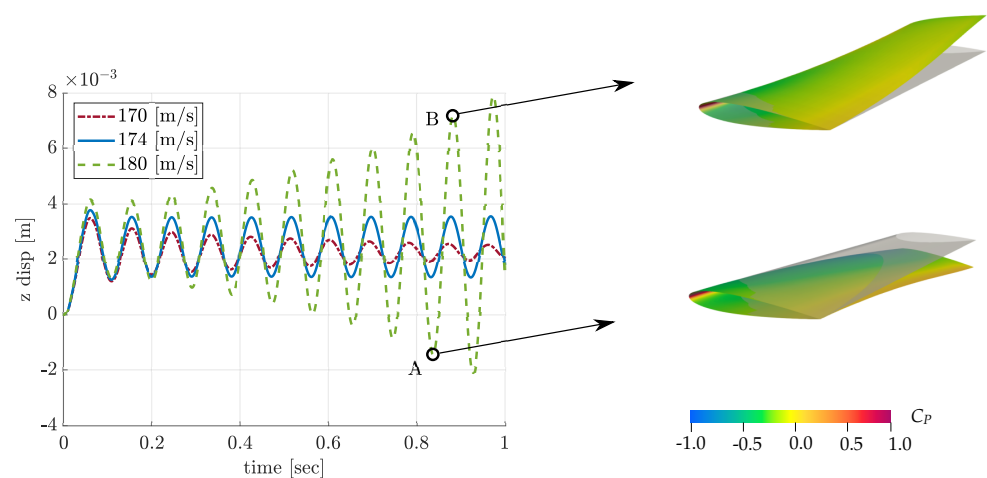 ×10⁻³
8
6
4
2
0
-2
-4
z disp [m]
170 [m/s]
174 [m/s]
180 [m/s]
B
A
0 0.2 0.4 0.6 0.8 1
time [sec]
C_P
-1.0 -0.5 0.0 0.5 1.0